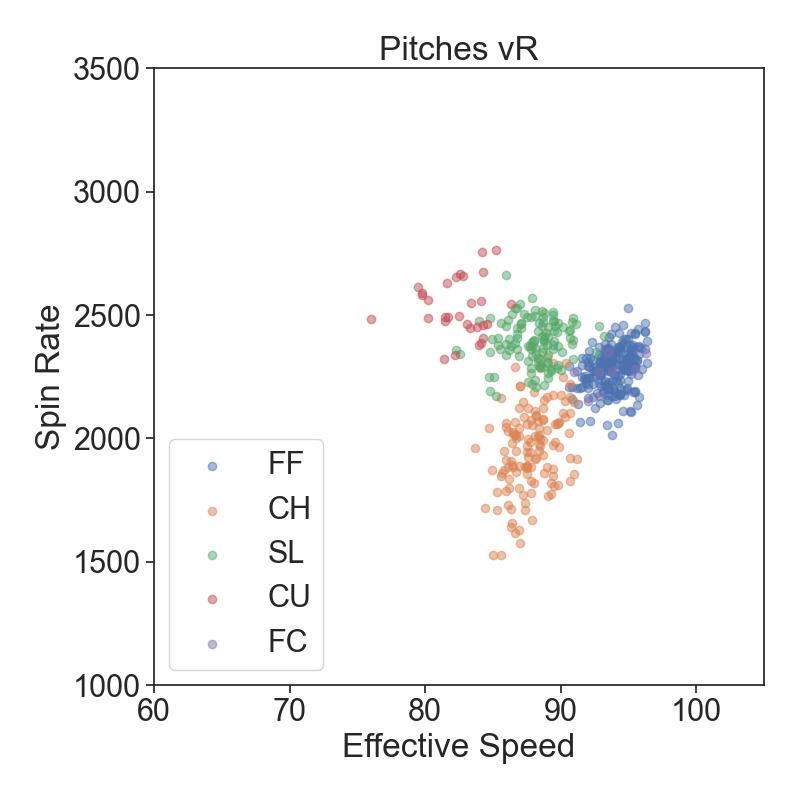 Pitches vR
3500
3000
2500
2000
1500
1000
Spin Rate
FF
CH
SL
CU
FC
60 70 80 90 100
Effective Speed